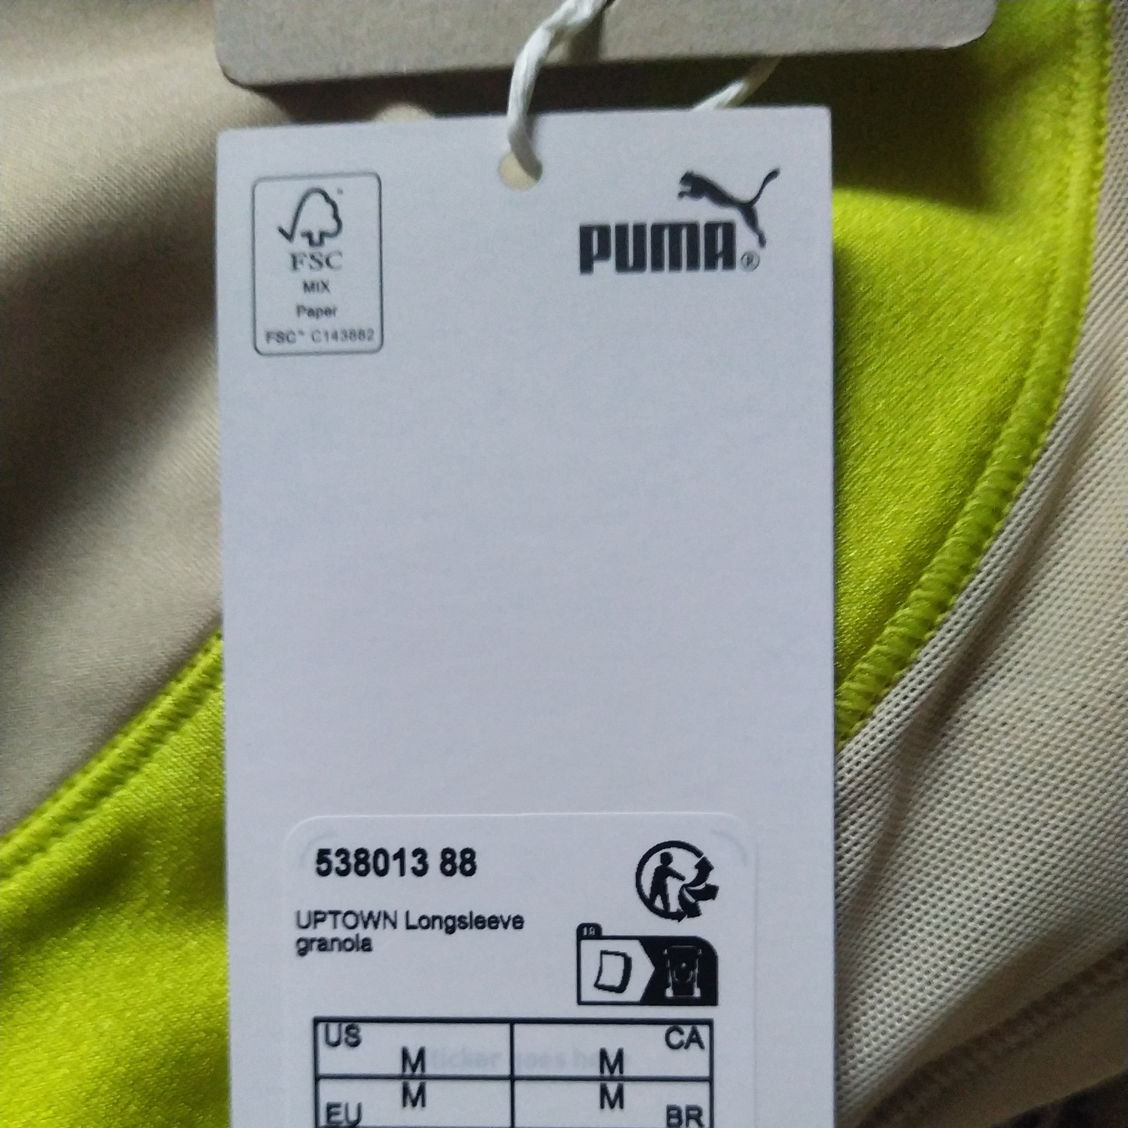 FSC
MIX
Paper
FSC™ C143882
PUMA®
538013 88
UPTOWN Longsleeve
granola
US M
M CA
EU M
M BR